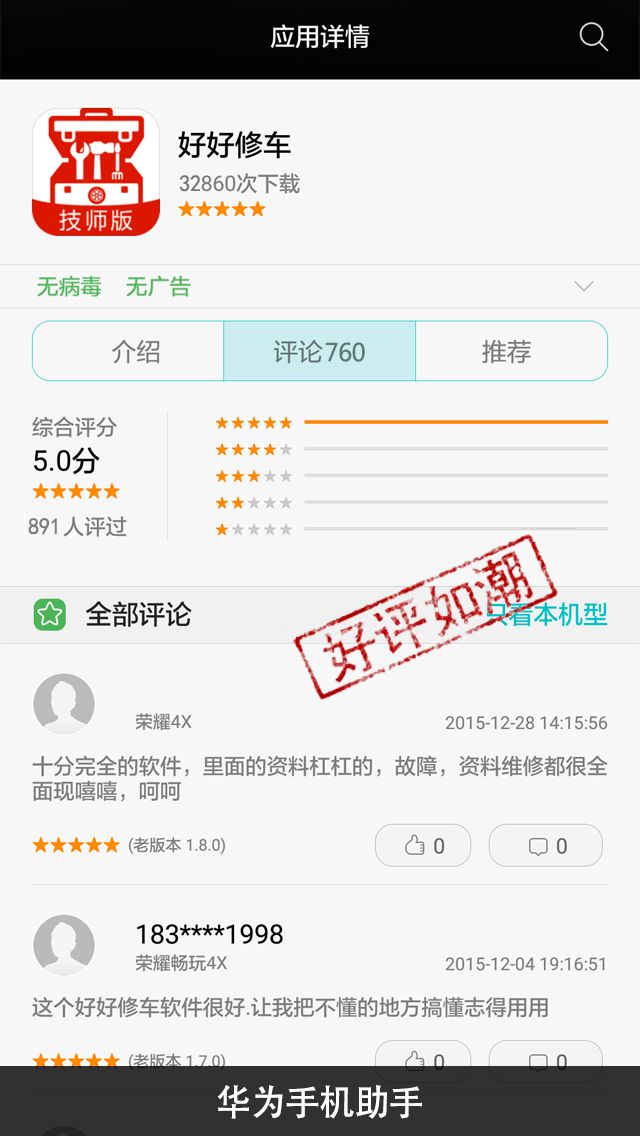 应用详情
好好修车
32860次下载
技师版
无病毒 无广告
介绍 评论760 推荐
综合评分
5.0分
891人评过
好评如潮
全部评论 只看本机型
荣耀4X 2015-12-28 14:15:56
十分完全的软件，里面的资料杠杠的，故障，资料维修都很全
面现嘻嘻，呵呵
(老版本 1.8.0) 0 0
183****1998
荣耀畅玩4X 2015-12-04 19:16:51
这个好好修车软件很好.让我把不懂的地方搞懂志得用用
(老版本 1.7.0) 0 0
华为手机助手